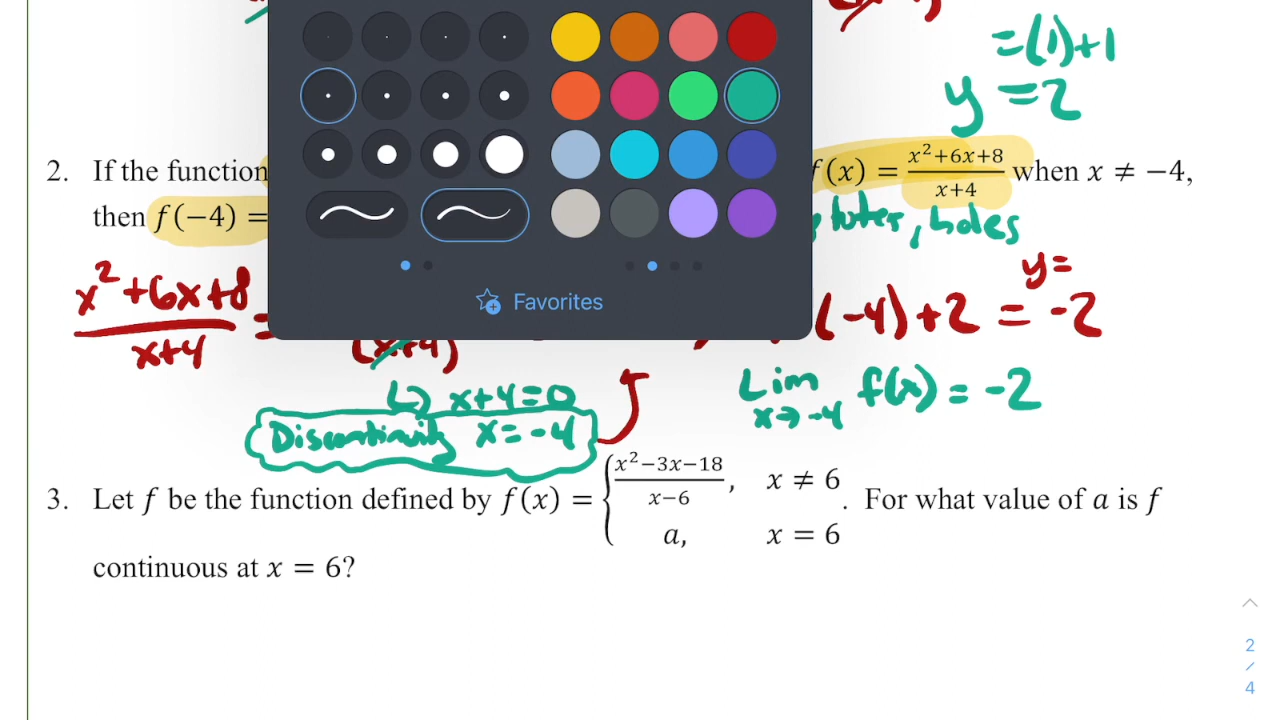 = (1)+1
y = 2
2. If the function
f(x) = x²+6x+8 / x+4 when x ≠ −4,
then f(−4) =
holes
x²+6x+8 / x+4 =
(x+4)
(-4)+2 = -2
y=
Favorites
↳ x+4=0
Discontinuity x = -4
Lim x→-4 f(x) = -2
3. Let f be the function defined by f(x) = { x²−3x−18 / x−6, x ≠ 6
a, x = 6 . For what value of a is f
continuous at x = 6?
2
/
4